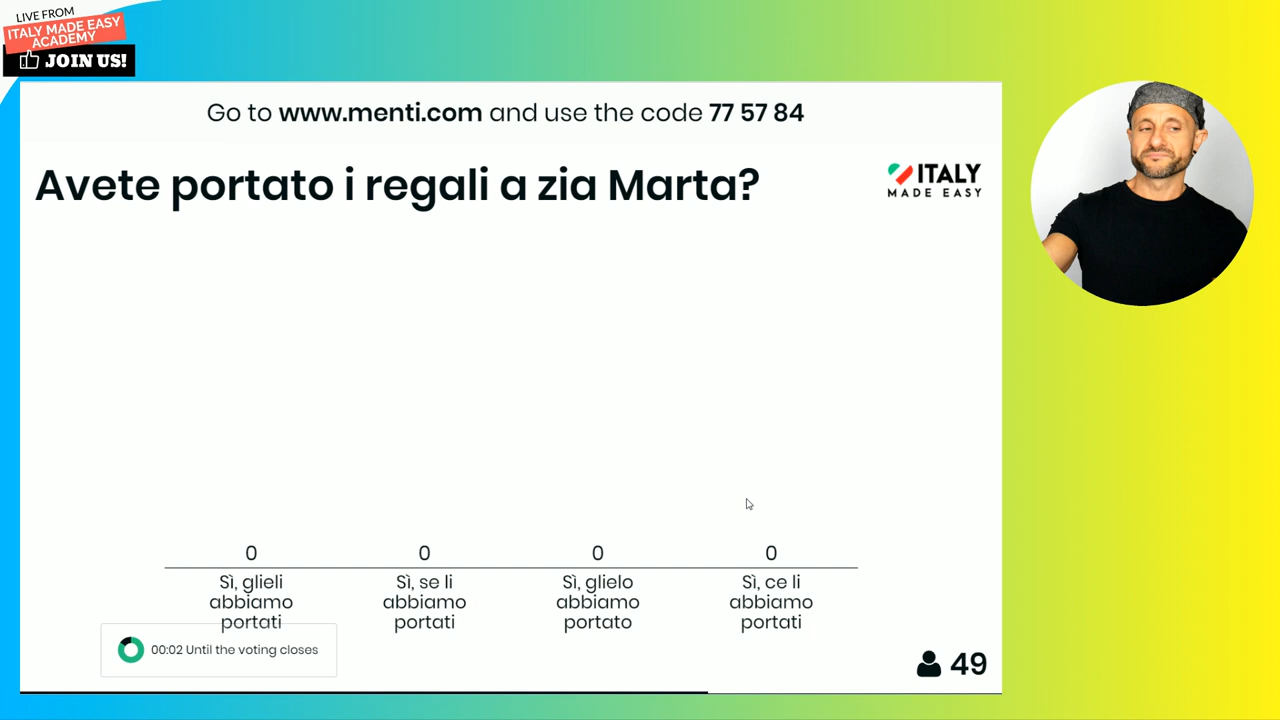 LIVE FROM
ITALY MADE EASY
ACADEMY
JOIN US!
Go to www.menti.com and use the code 77 57 84
Avete portato i regali a zia Marta?
ITALY
MADE EASY
0 0 0 0
Sì, glieli abbiamo portati
Sì, se li abbiamo portati
Sì, glielo abbiamo portato
Sì, ce li abbiamo portati
00:02 Until the voting closes
49